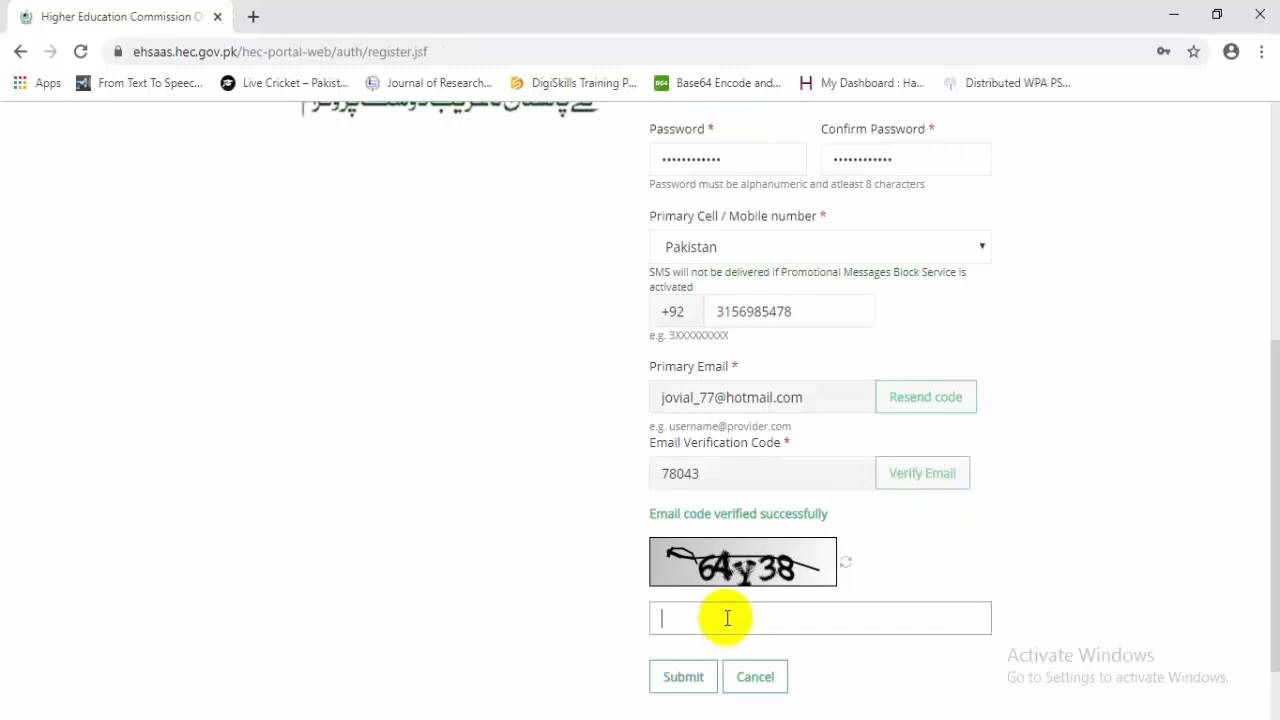 Higher Education Commission O
ehsaas.hec.gov.pk/hec-portal-web/auth/register.jsf
Apps From Text To Speec... Live Cricket – Pakist... Journal of Research... DigiSkills Training P... B64 Base64 Encode and... H My Dashboard : Ha... Distributed WPA PS...
Password * Confirm Password *
•••••••••••• ••••••••••••
Password must be alphanumeric and atleast 8 characters
Primary Cell / Mobile number *
Pakistan
SMS will not be delivered if Promotional Messages Block Service is
activated
+92 3156985478
e.g. 3XXXXXXXXX
Primary Email *
jovial_77@hotmail.com Resend code
e.g. username@provider.com
Email Verification Code *
78043 Verify Email
Email code verified successfully
64y38
Submit Cancel
Activate Windows
Go to Settings to activate Windows.